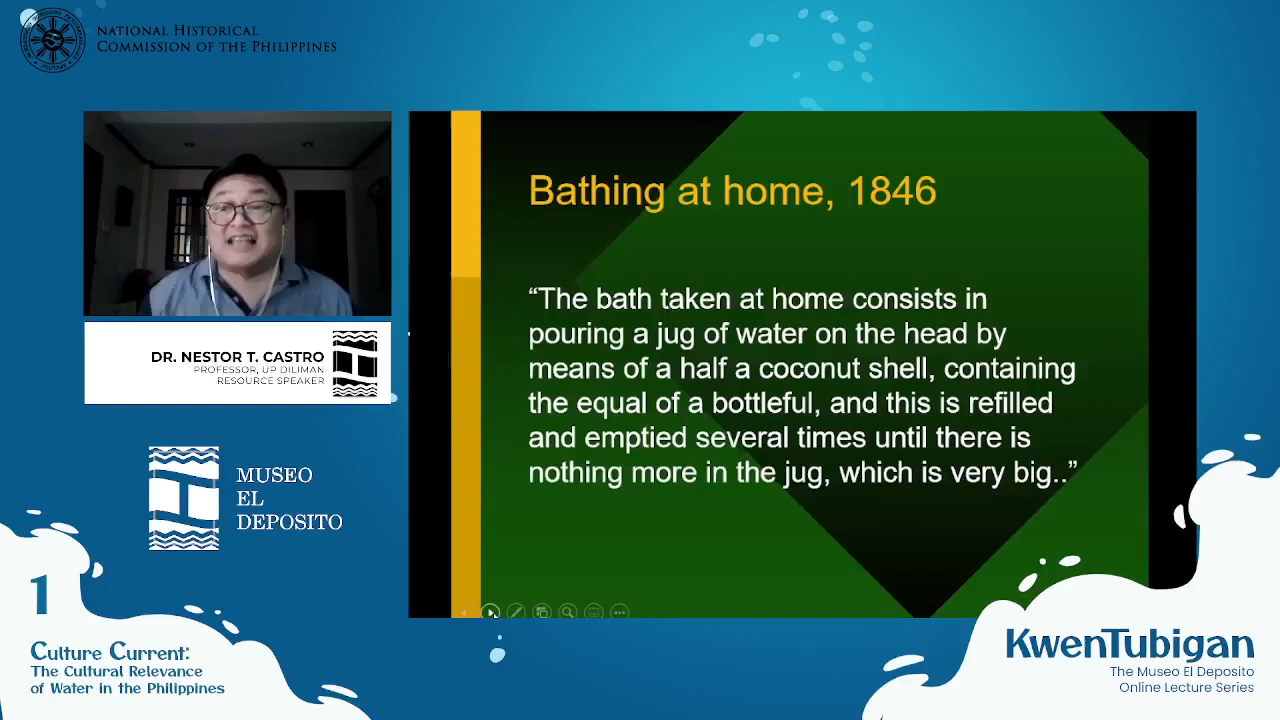 NATIONAL HISTORICAL
COMMISSION OF THE PHILIPPINES
Bathing at home, 1846
“The bath taken at home consists in
pouring a jug of water on the head by
means of a half a coconut shell, containing
the equal of a bottleful, and this is refilled
and emptied several times until there is
nothing more in the jug, which is very big..”
DR. NESTOR T. CASTRO
PROFESSOR, UP DILIMAN
RESOURCE SPEAKER
MUSEO
EL
DEPOSITO
1
Culture Current:
The Cultural Relevance
of Water in the Philippines
KwenTubigan
The Museo El Deposito
Online Lecture Series